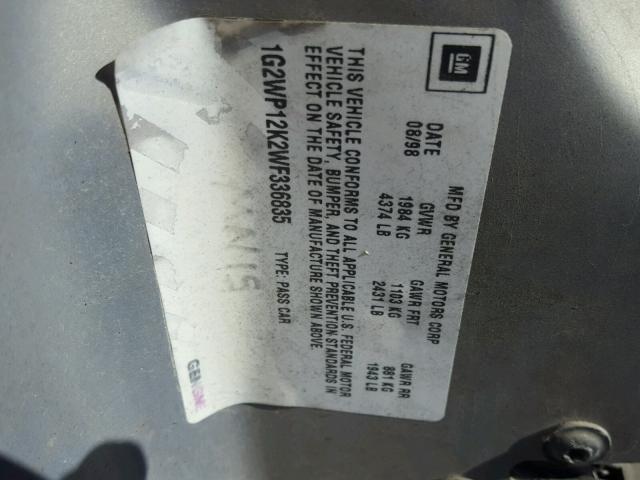 GM
MFD BY GENERAL MOTORS CORP
DATE GVWR GAWR FRT GAWR RR
08/98 1984 KG 1103 KG 881 KG
4374 LB 2431 LB 1943 LB
THIS VEHICLE CONFORMS TO ALL APPLICABLE U.S. FEDERAL MOTOR
VEHICLE SAFETY, BUMPER, AND THEFT PREVENTION STANDARDS IN
EFFECT ON THE DATE OF MANUFACTURE SHOWN ABOVE.
1G2WP12K2WF336835 TYPE: PASS CAR